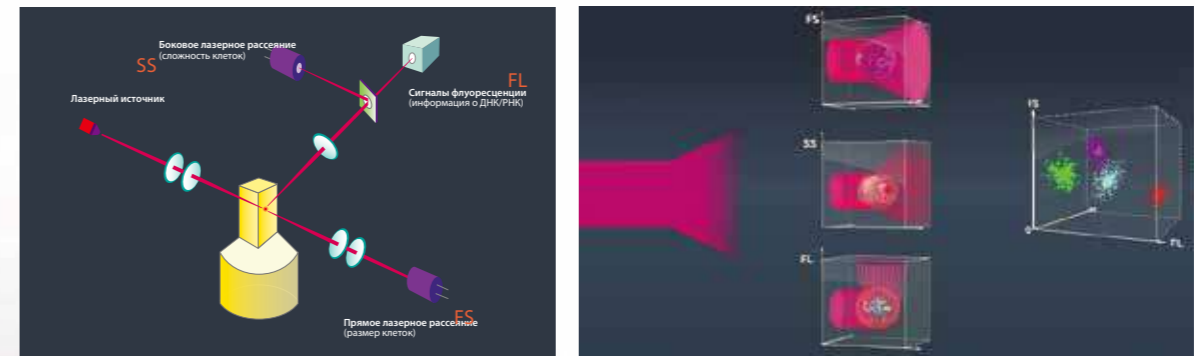 Боковое лазерное рассеяние
(сложность клеток)
SS
FL
Сигналы флуоресценции
(информация о ДНК/РНК)
Лазерный источник
Прямое лазерное рассеяние
(размер клеток)
FS
FS
SS
FL
FS
0
FL